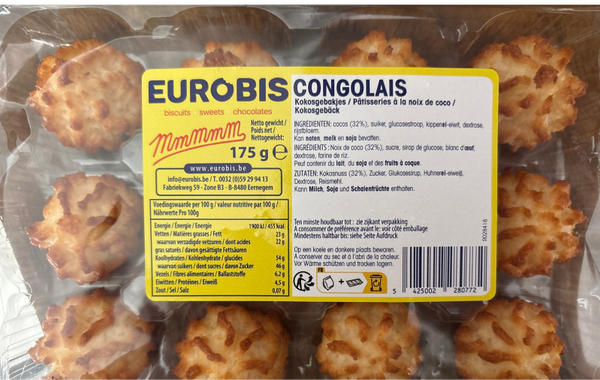 EUROBIS
biscuits sweets chocolates
mmmmm
Netto gewicht/
Poids net/
Nettogewicht:
175 g e
www.eurobis.be
info@eurobis.be / T. 0032 (0)59 29 94 13
Fabriekweg 59 - Zone B3 - B-8480 Eernegem
Voedingswaarde per 100 g / valeur nutritive par 100 g /
Nährwerte Pro 100g
Energie / Énergie / Energie 1900 kJ / 455 kcal
Vetten / Matières grasses / Fett 23 g
waarvan verzadigde vetzuren / dont acides 22 g
gras saturés / davon gesättigte Fettsäuren
Koolhydraten / Kohlenhydrate / glucides 54 g
waarvan suikers / dont sucres / davon Zucker 46 g
Vezels / Fibres alimentaires / Ballaststoffe 6,2 g
Eiwitten / Protéines / Eiweiß 4,5 g
Zout / Sel / Salz 0,07 g
CONGOLAIS
Kokosgebakjes / Pâtisseries à la noix de coco /
Kokosgebäck
INGREDIËNTEN: cocos (32%), suiker, glucosestroop, kippenei-eiwit, dextrose,
rijstbloem.
Kan noten, melk en soja bevatten.
INGRÉDIENTS: Noix de coco (32%), sucre, sirop de glucose, blanc d'œuf,
dextrose, farine de riz.
Peut contenir du lait, du soja et des fruits à coque.
ZUTATEN: Kokosnuss (32%), Zucker, Glukosesirup, Huhnerei-eiweiß,
Dextrose, Reismehl.
Kann Milch, Soja und Schalenfrüchte enthalten.
Ten minste houdbaar tot: zie zijkant verpakking
A consommer de préférence avant le: voir côté emballage
Mindestens haltbar bis: siehe Seite Aufdruck
Op een koele en donkere plaats bewaren.
A conserver au sec et à l'abri de la chaleur.
Vor Wärme schützen und trocken lagern.
FR
5 425002 280772